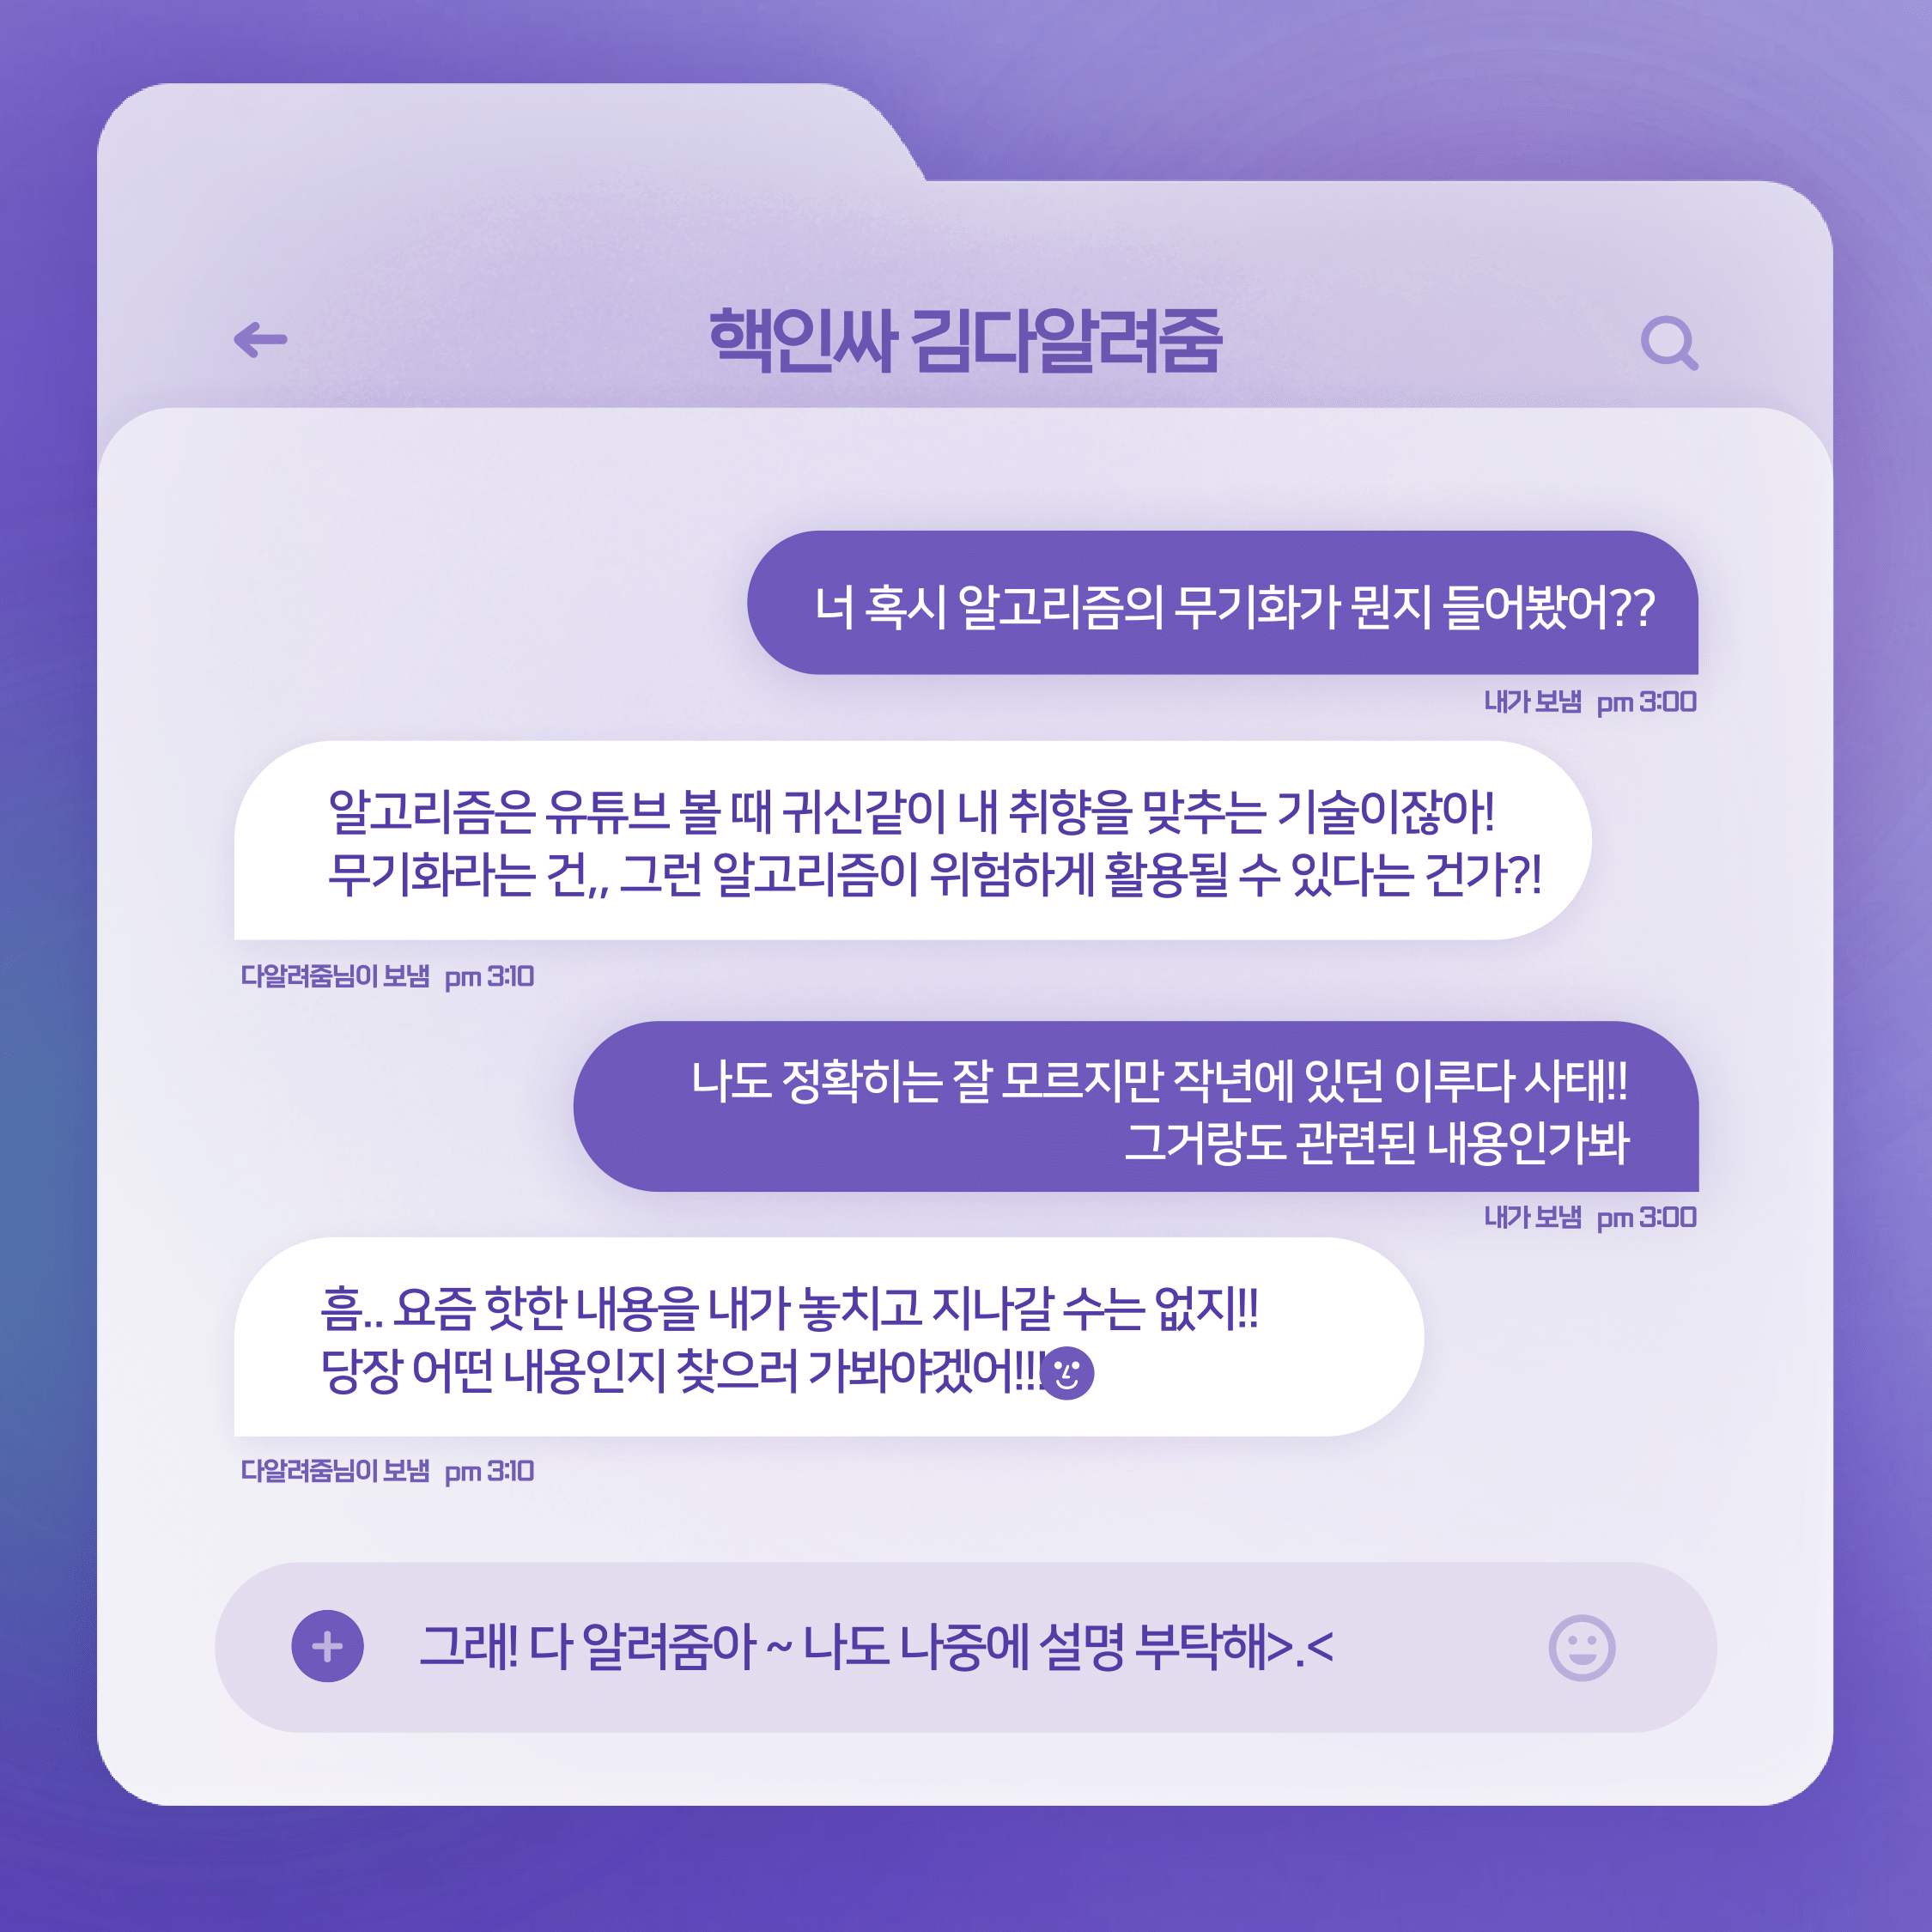 핵인싸 김다알려줌
너 혹시 알고리즘의 무기화가 뭔지 들어봤어??
내가 보냄 pm 3:00
알고리즘은 유튜브 볼 때 귀신같이 내 취향을 맞추는 기술이잖아!
무기화라는 건,, 그런 알고리즘이 위험하게 활용될 수 있다는 건가?!
다알려줌님이 보냄 pm 3:10
나도 정확히는 잘 모르지만 작년에 있던 이루다 사태!!
그거랑도 관련된 내용인가봐
내가 보냄 pm 3:00
흠.. 요즘 핫한 내용을 내가 놓치고 지나갈 수는 없지!!
당장 어떤 내용인지 찾으러 가봐야겠어!!!
다알려줌님이 보냄 pm 3:10
그래! 다 알려줌아 ~ 나도 나중에 설명 부탁해>.<